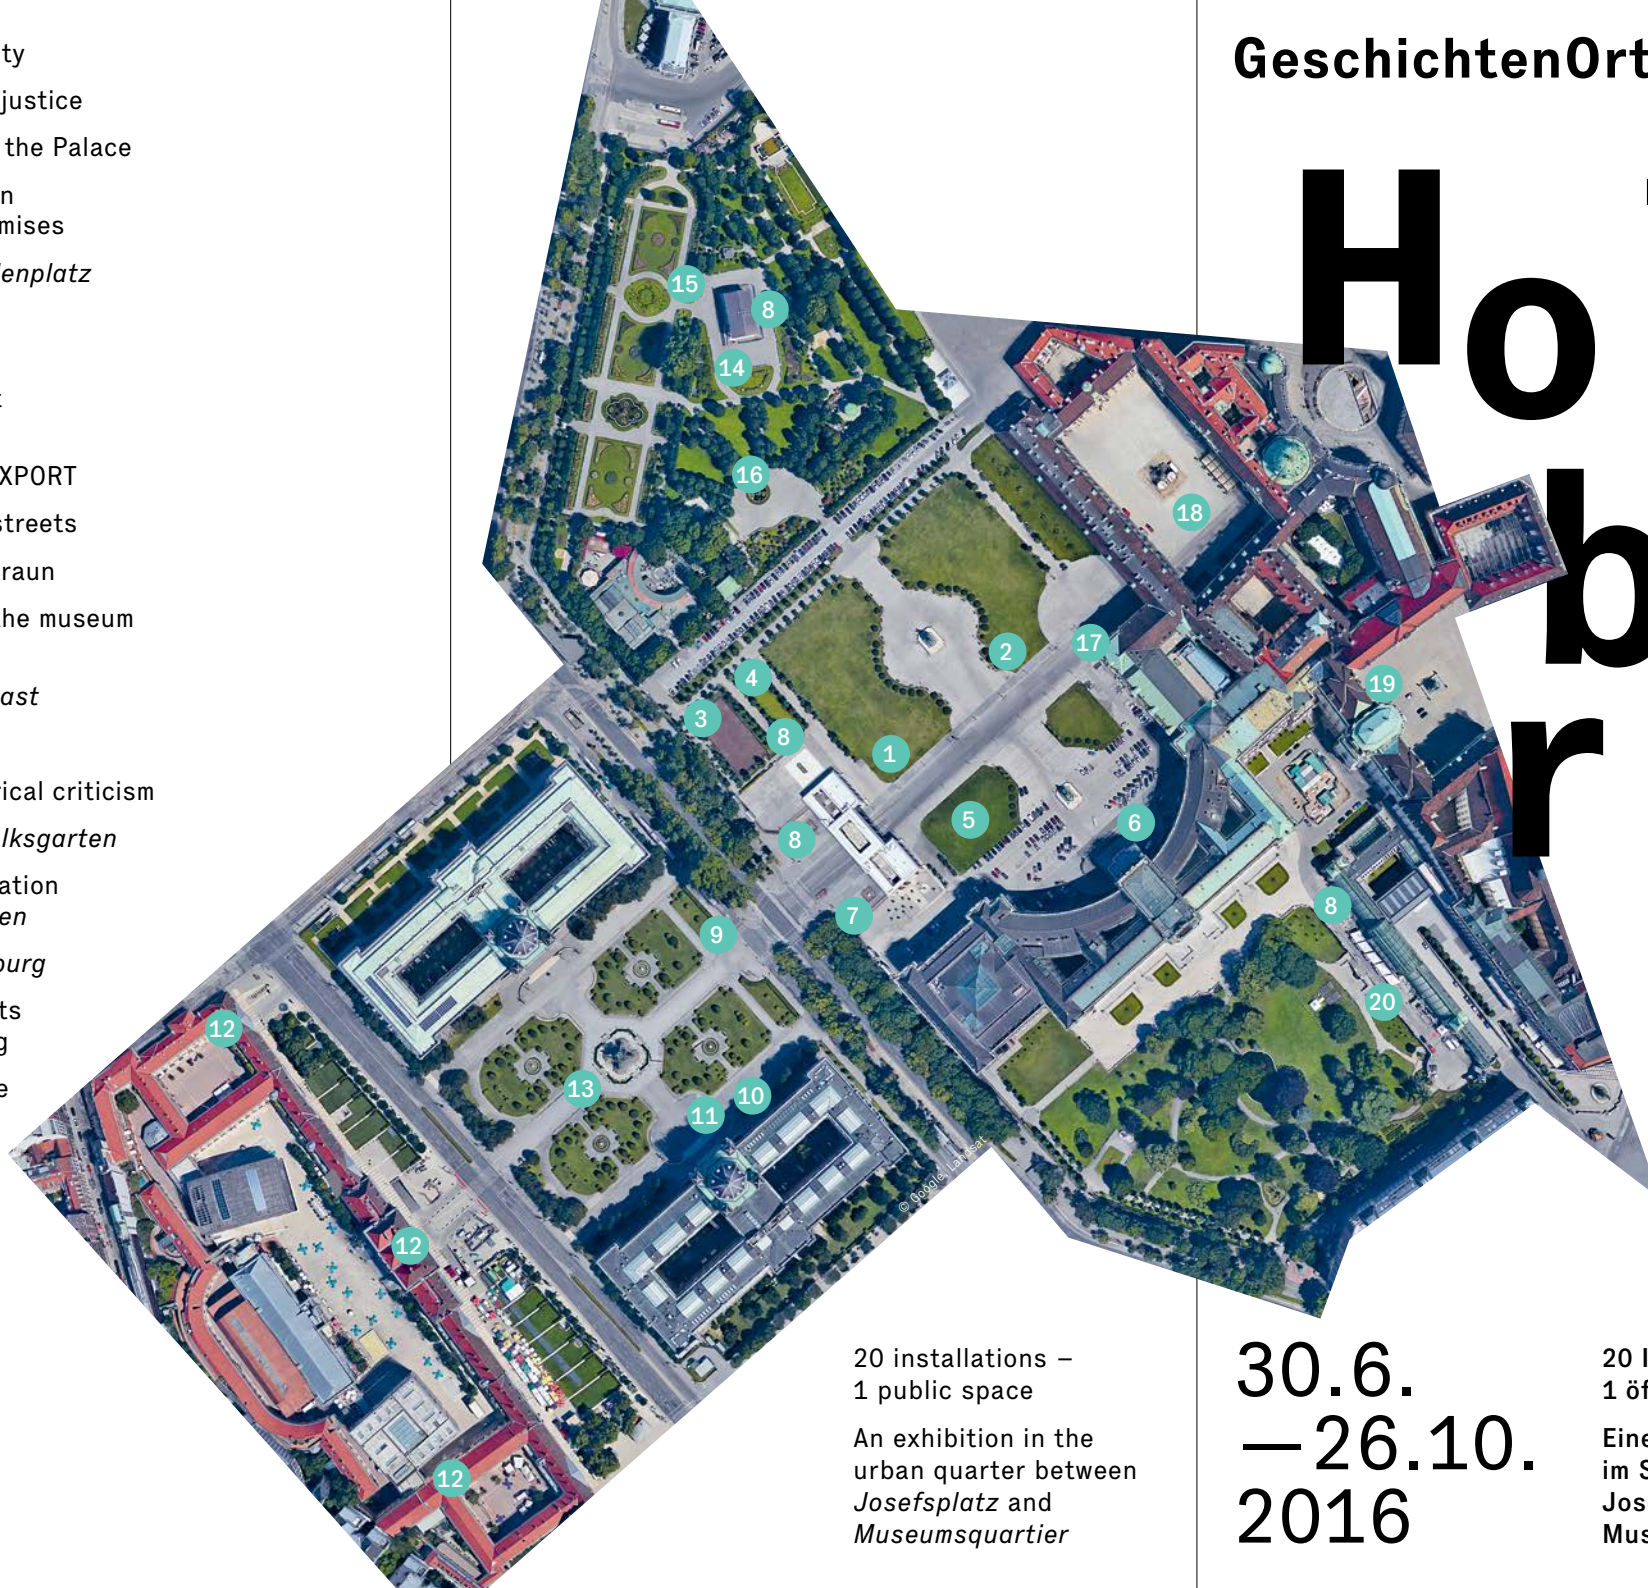 ty
justice
the Palace
n
mises
enplatz
XPORT
streets
raun
he museum
ast
ical criticism
lksgarten
ation
en
burg
ts
g
e
15
8
14
16
18
2
17
4
3
8
1
19
5
6
8
7
8
9
20
12
13
10
11
12
12
© Google, Landsat
20 installations –
1 public space
An exhibition in the
urban quarter between
Josefsplatz and
Museumsquartier
GeschichtenOrt
Ho
b
r
30.6.
—26.10.
2016
20 I
1 öf
Eine
im S
Jos
Mus